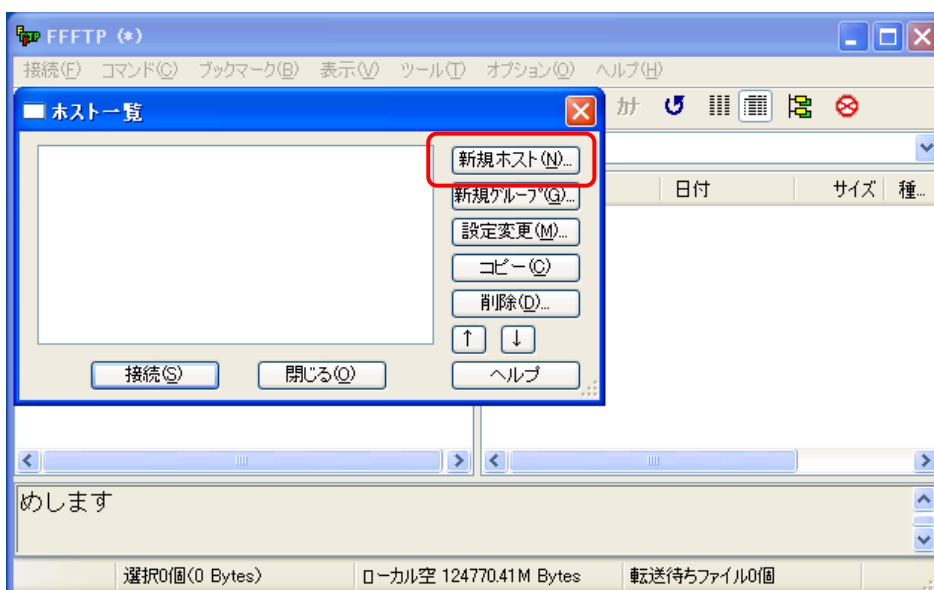 FFFTP (*)
接続(F) コマンド(C) ブックマーク(B) 表示(V) ツール(T) オプション(O) ヘルプ(H)
ホスト一覧
カナ
新規ホスト(N)...
新規グループ(G)...
設定変更(M)...
コピー(C)
削除(D)...
↑ ↓
接続(S) 閉じる(O) ヘルプ
日付 サイズ 種...
めします
選択0個(0 Bytes) ローカル空 124770.41M Bytes 転送待ちファイル0個